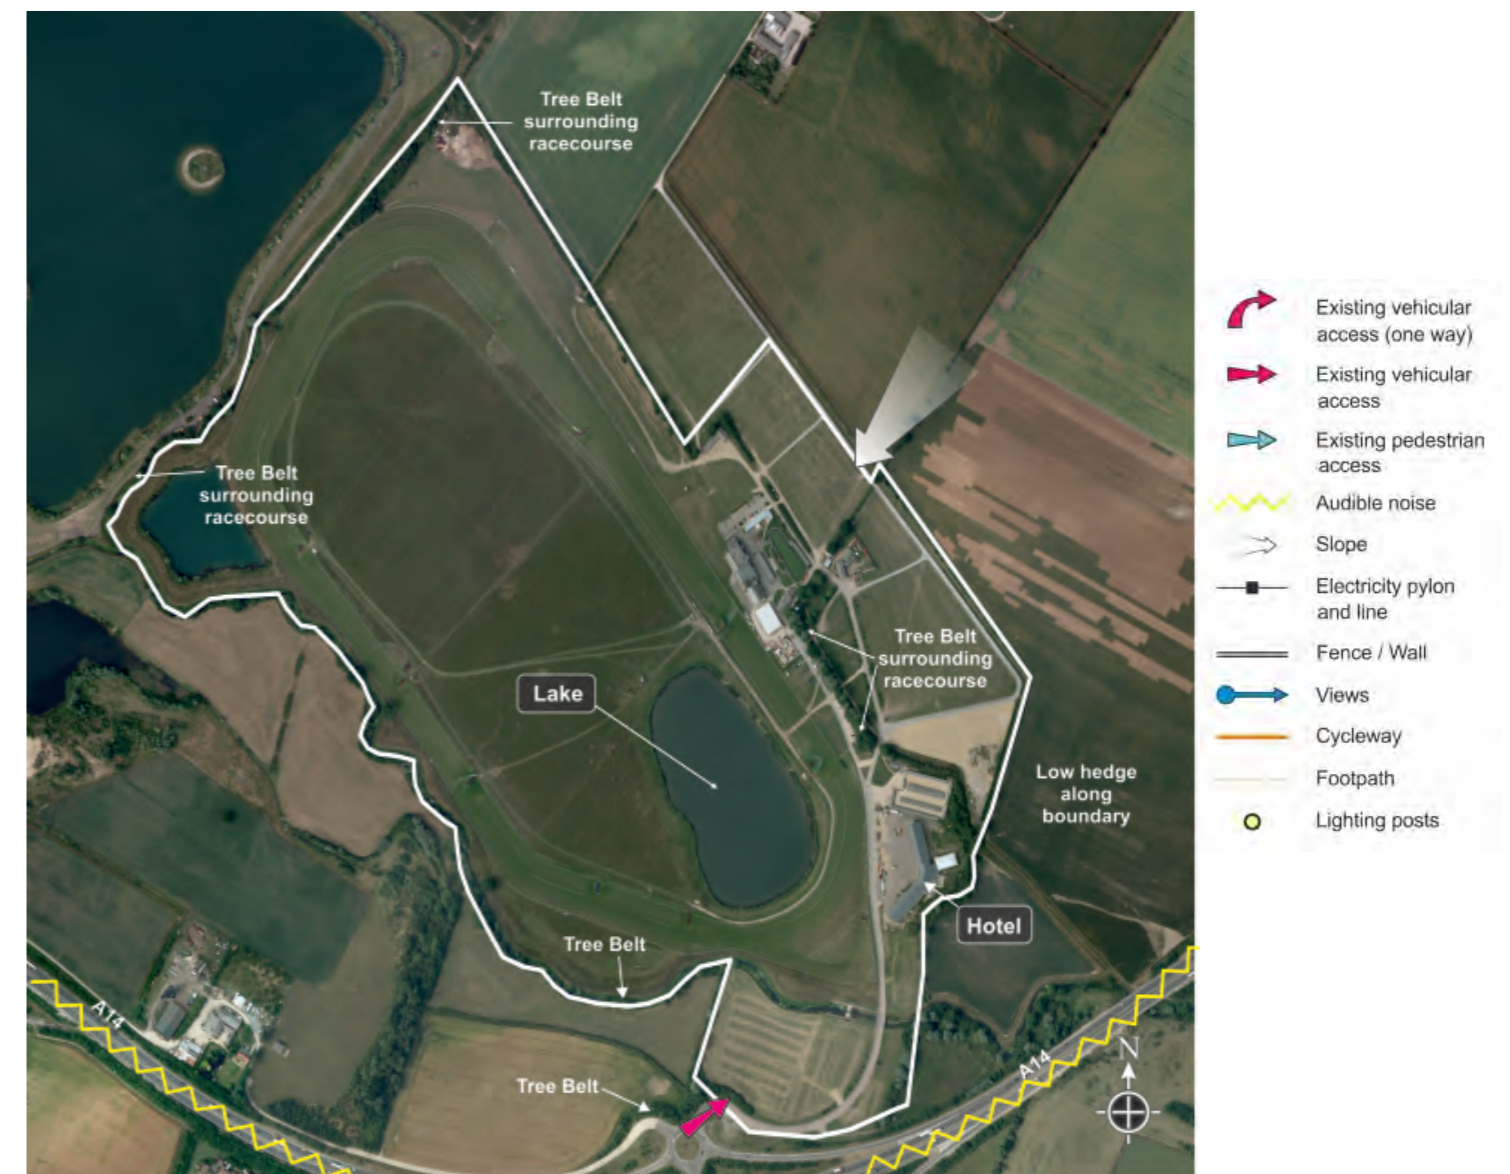 Tree Belt
surrounding
racecourse
Tree Belt
surrounding
racecourse
Tree Belt
surrounding
racecourse
Lake
Low hedge
along
boundary
Hotel
Tree Belt
A14
Tree Belt
A14
N
Existing vehicular
access (one way)
Existing vehicular
access
Existing pedestrian
access
Audible noise
Slope
Electricity pylon
and line
Fence / Wall
Views
Cycleway
Footpath
Lighting posts